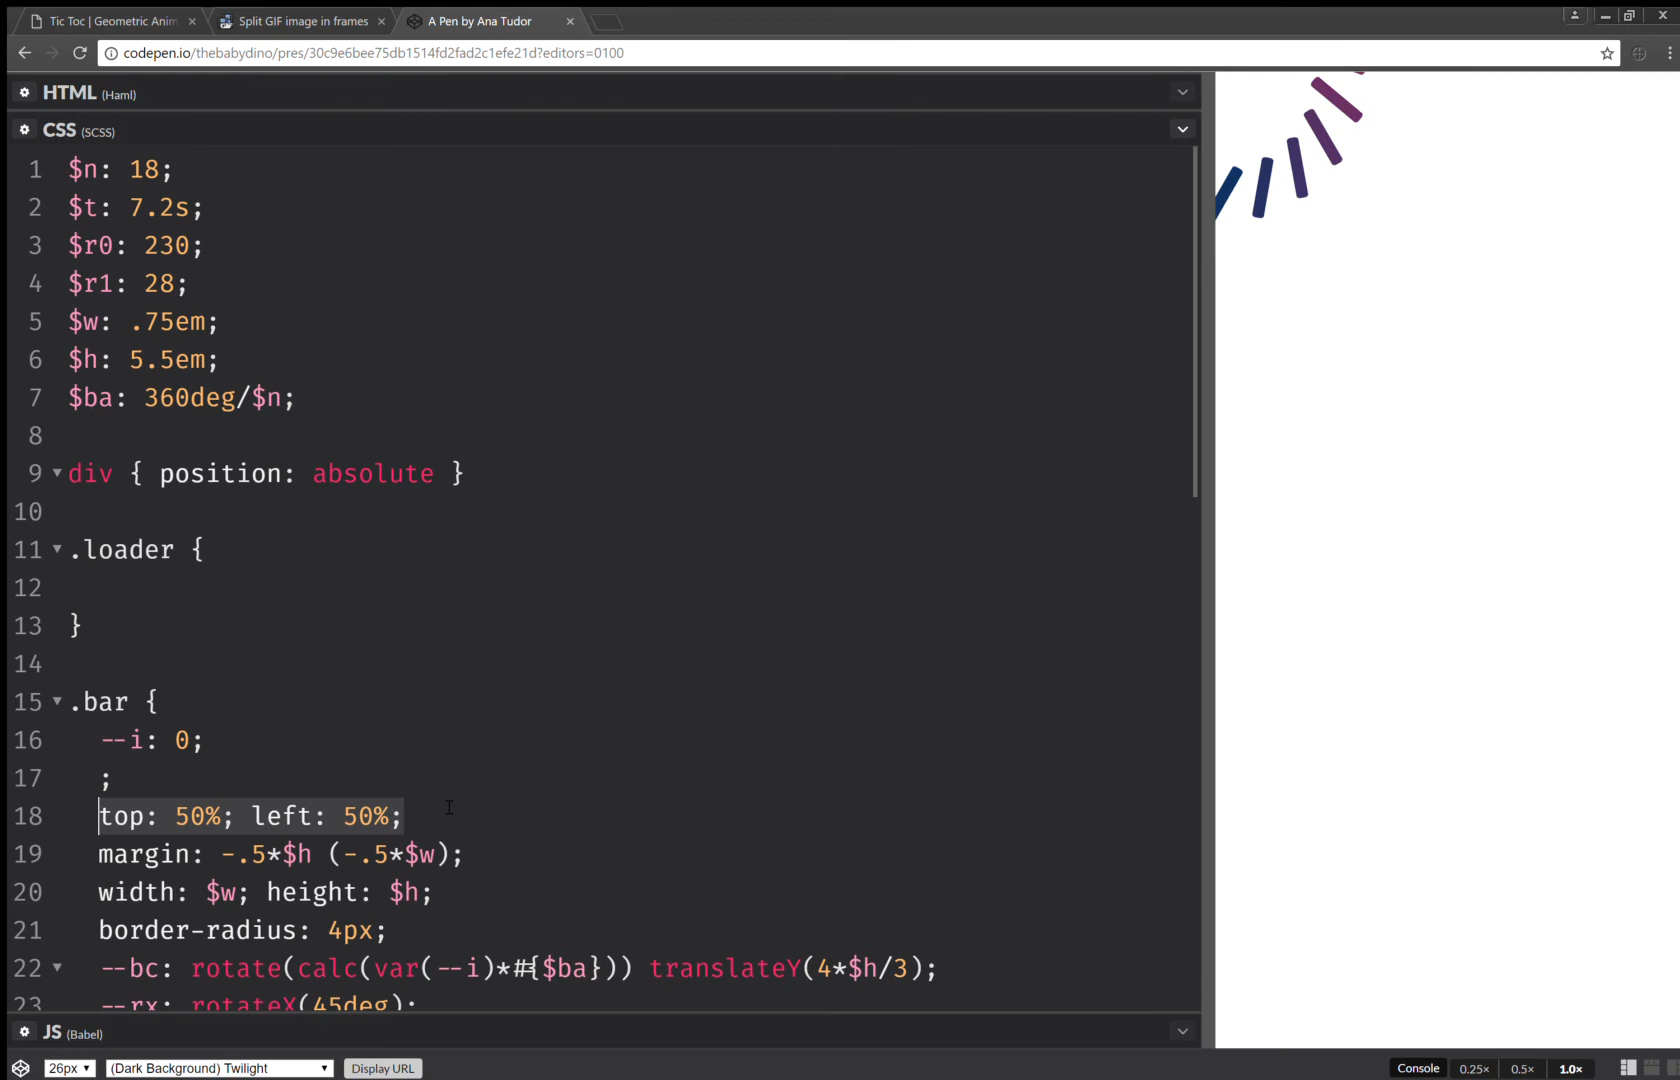 Tic Toc | Geometric Anim
Split GIF image in frames
A Pen by Ana Tudor
codepen.io/thebabydino/pres/30c9e6bee75db1514fd2fad2c1efe21d?editors=0100
HTML (Haml)
CSS (SCSS)
1 $n: 18;
2 $t: 7.2s;
3 $r0: 230;
4 $r1: 28;
5 $w: .75em;
6 $h: 5.5em;
7 $ba: 360deg/$n;
8
9 div { position: absolute }
10
11 .loader {
12
13 }
14
15 .bar {
16 --i: 0;
17 ;
18 top: 50%; left: 50%;
19 margin: -.5*$h (-.5*$w);
20 width: $w; height: $h;
21 border-radius: 4px;
22 --bc: rotate(calc(var(--i)*#{$ba})) translateY(4*$h/3);
23 --rx: rotateX(45deg);
JS (Babel)
26px
(Dark Background) Twilight
Display URL
Console 0.25× 0.5× 1.0×